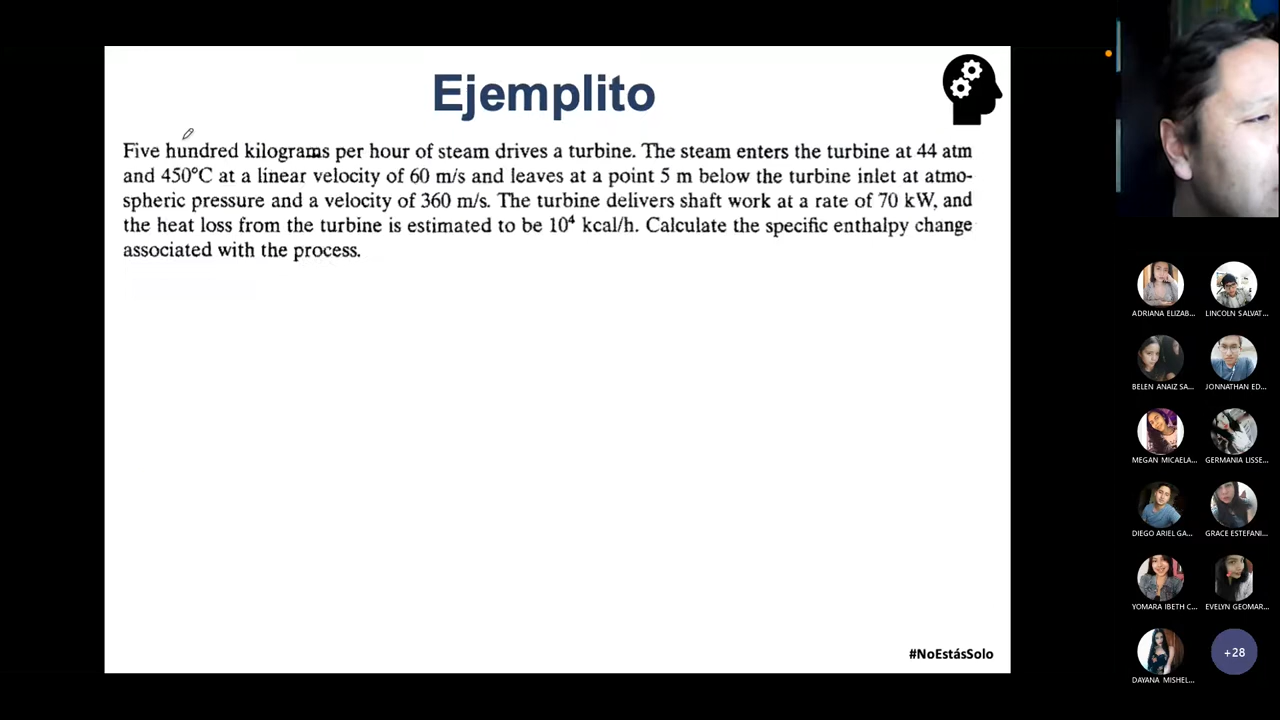 Ejemplito
Five hundred kilograms per hour of steam drives a turbine. The steam enters the turbine at 44 atm
and 450°C at a linear velocity of 60 m/s and leaves at a point 5 m below the turbine inlet at atmo-
spheric pressure and a velocity of 360 m/s. The turbine delivers shaft work at a rate of 70 kW, and
the heat loss from the turbine is estimated to be 10⁴ kcal/h. Calculate the specific enthalpy change
associated with the process.
#NoEstásSolo
ADRIANA ELIZAB...
LINCOLN SALVAT...
BELEN ANAIZ SA...
JONNATHAN ED...
MEGAN MICAELA...
GERMANIA LISSE...
DIEGO ARIEL GA...
GRACE ESTEFANI...
YOMARA IBETH C...
EVELYN GEOMAR...
DAYANA MISHEL...
+28